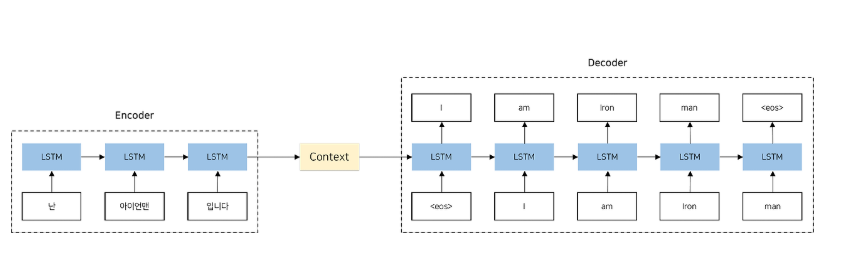 Decoder
Encoder
I am Iron man <eos>
LSTM LSTM LSTM Context LSTM LSTM LSTM LSTM LSTM
난 아이언맨 입니다 <eos> I am Iron man